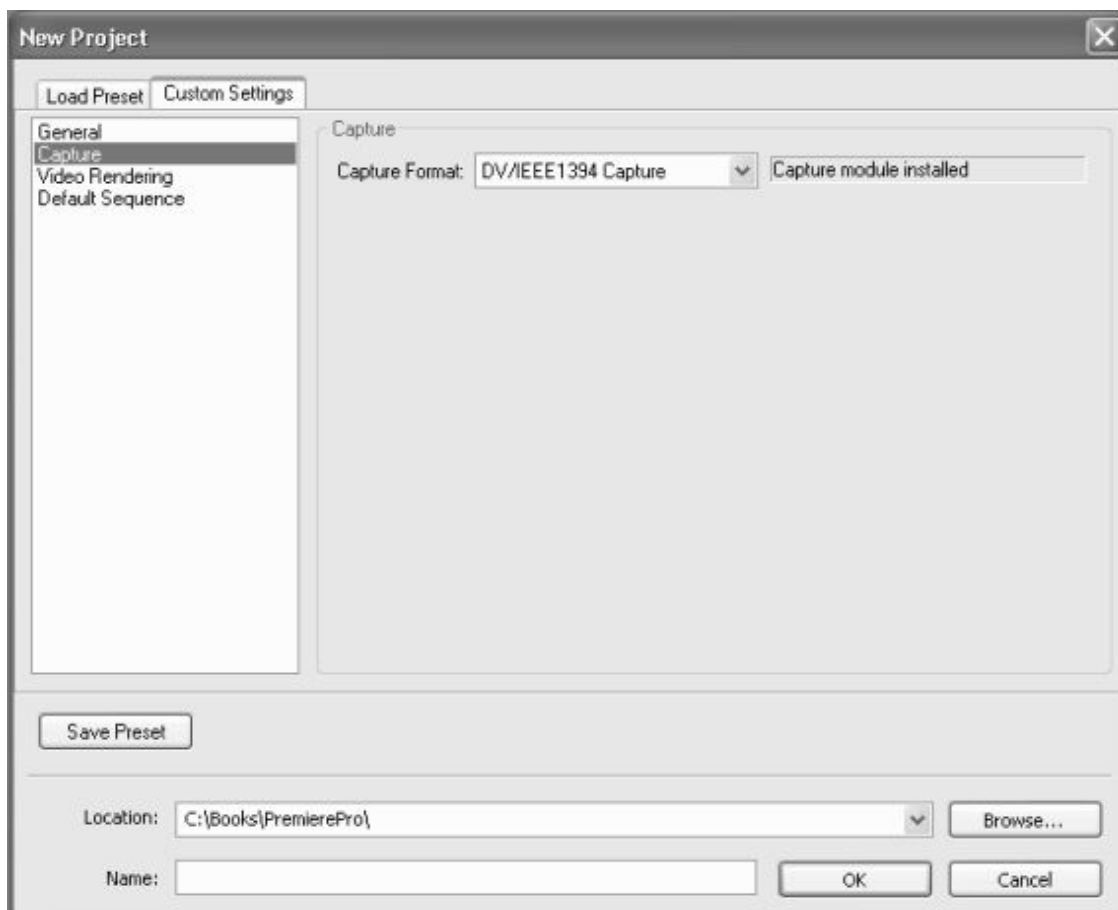 New Project
Load Preset
Custom Settings
General
Capture
Video Rendering
Default Sequence
Capture
Capture Format: DV/IEEE1394 Capture
Capture module installed
Save Preset
Location: C:\Books\PremierePro\
Browse...
Name:
OK
Cancel